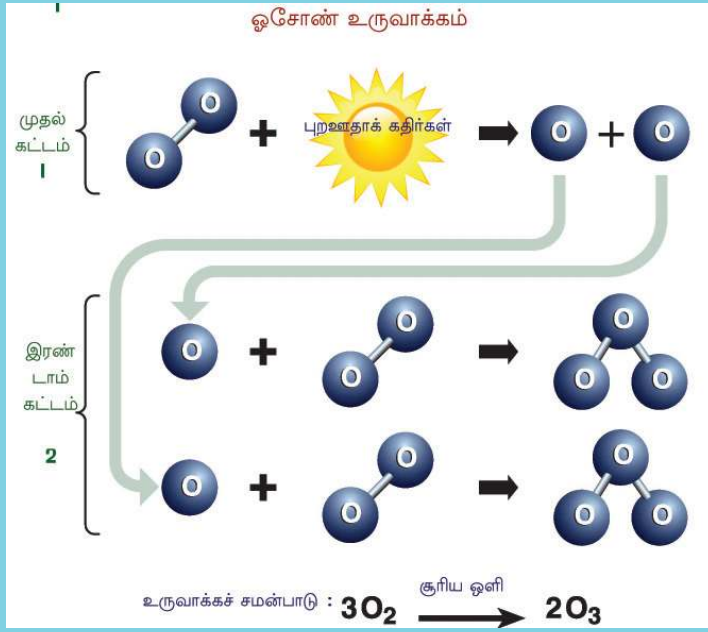 ஓசோண் உருவாக்கம்
முதல்
கட்டம்
1
O
O
+
புறஊதாக் கதிர்கள்
O + O
இரண்
டாம்
கட்டம்
2
O + O O
O O O
O + O O
O O O
உருவாக்கச் சமன்பாடு : 3O₂ சூரிய ஒளி 2O₃